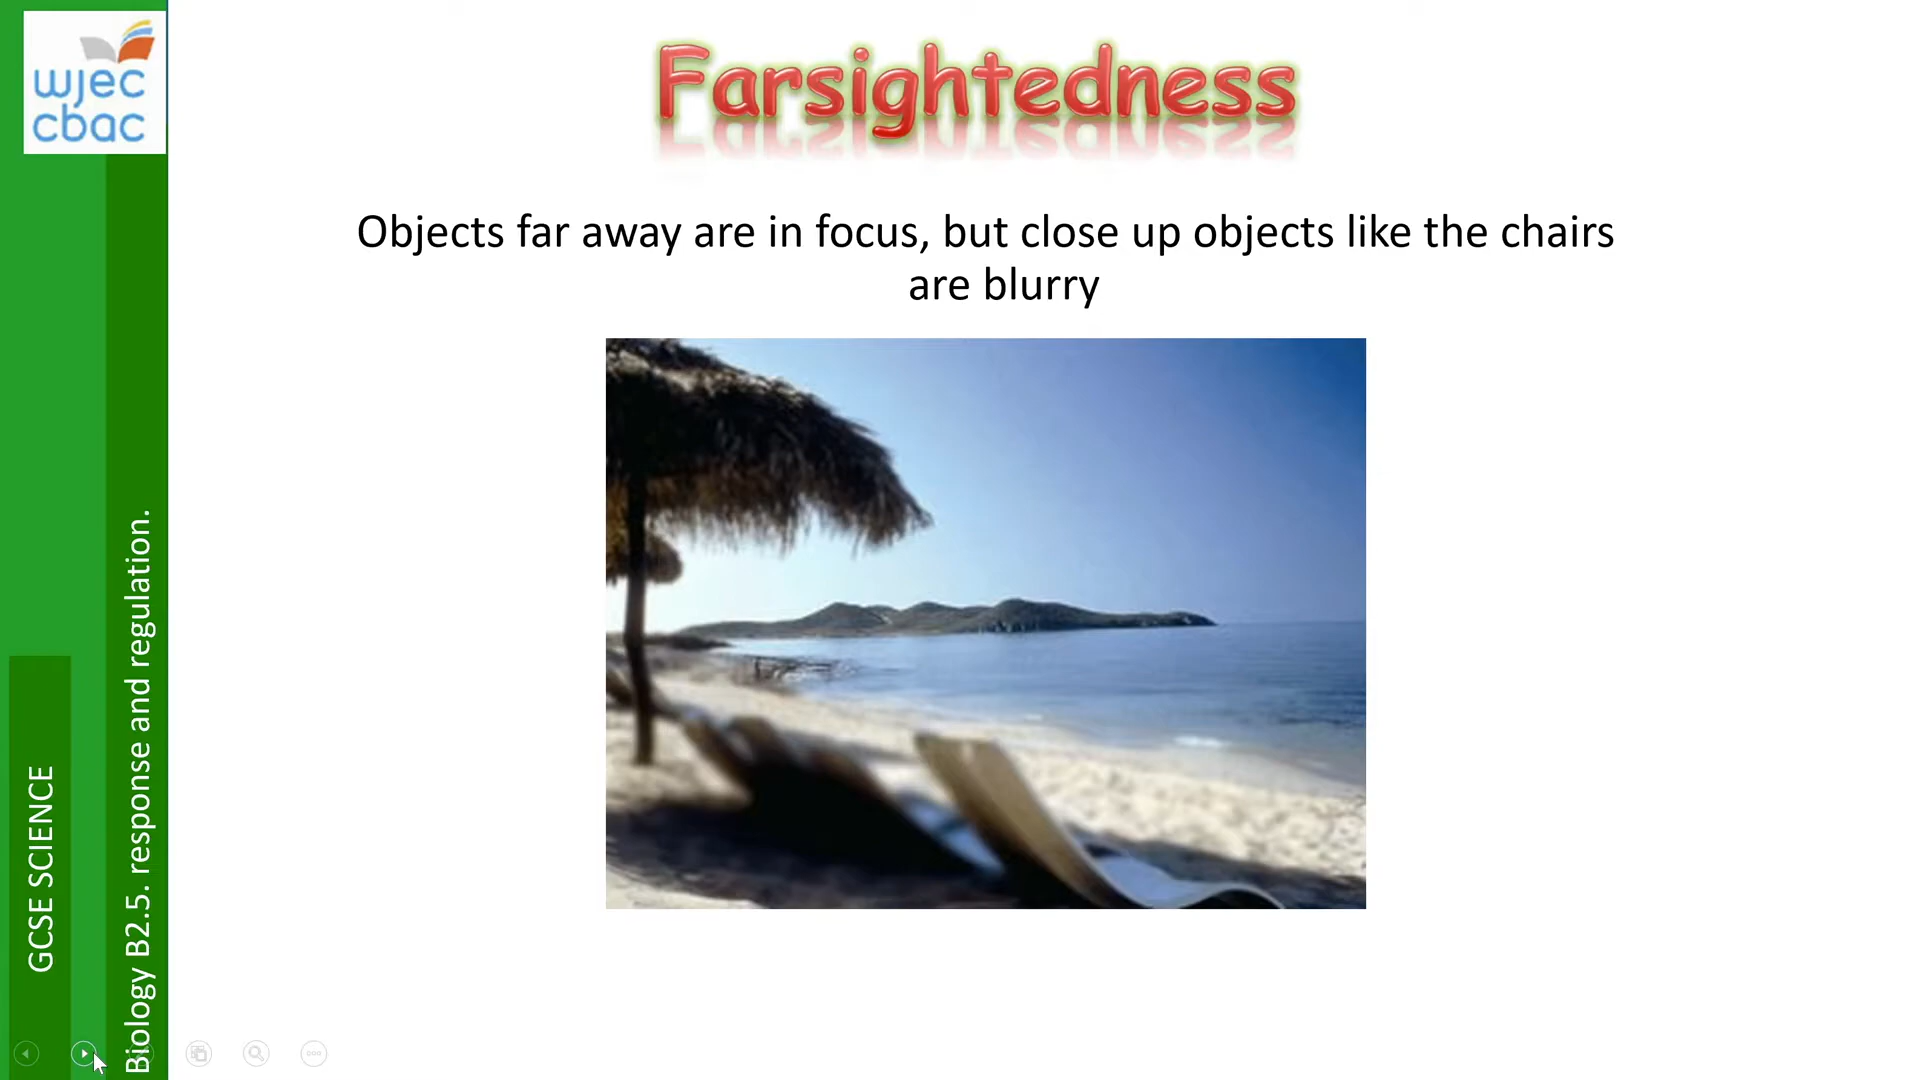 wjec
cbac
Farsightedness
Objects far away are in focus, but close up objects like the chairs
are blurry
GCSE SCIENCE
Biology B2.5. response and regulation.